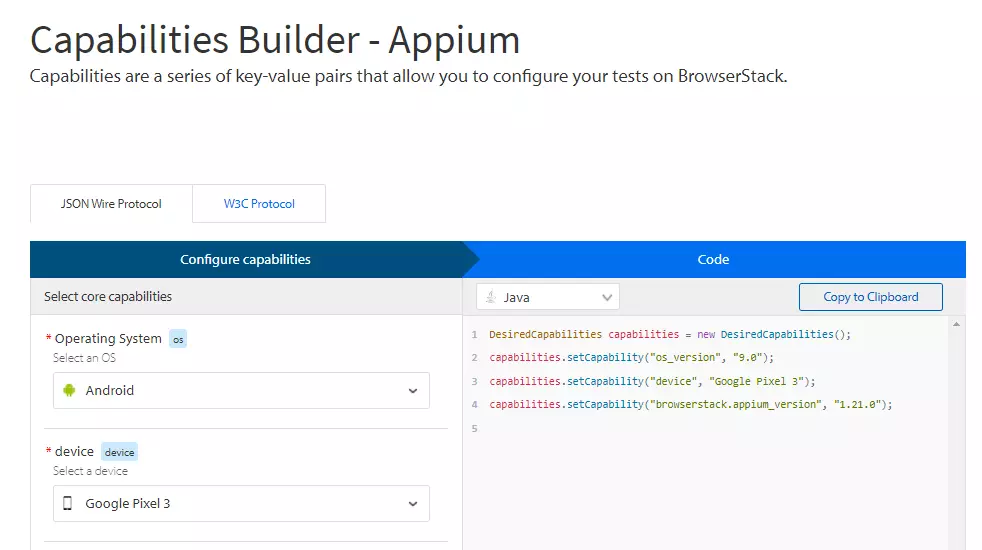 Capabilities Builder - Appium
Capabilities are a series of key-value pairs that allow you to configure your tests on BrowserStack.
JSON Wire Protocol
W3C Protocol
Configure capabilities
Code
Select core capabilities
Java
Copy to Clipboard
* Operating System os
Select an OS
Android
* device device
Select a device
Google Pixel 3
1 DesiredCapabilities capabilities = new DesiredCapabilities();
2 capabilities.setCapability("os_version", "9.0");
3 capabilities.setCapability("device", "Google Pixel 3");
4 capabilities.setCapability("browserstack.appium_version", "1.21.0");
5